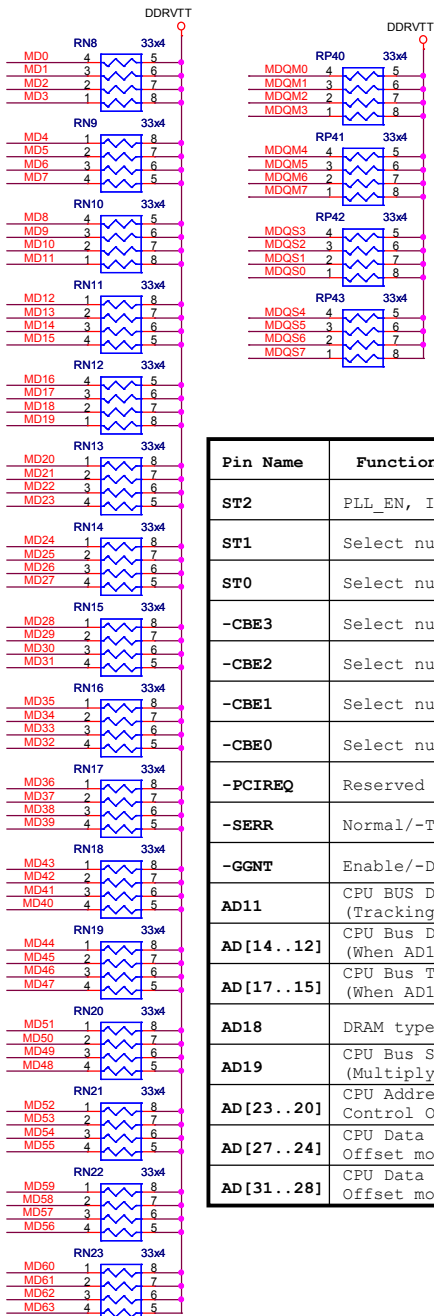 DDRVTT
RN8 33x4
MD0 4 5
MD1 3 6
MD2 2 7
MD3 1 8
RN9 33x4
MD4 1 8
MD5 2 7
MD6 3 6
MD7 4 5
RN10 33x4
MD8 4 5
MD9 3 6
MD10 2 7
MD11 1 8
RN11 33x4
MD12 1 8
MD13 2 7
MD14 3 6
MD15 4 5
RN12 33x4
MD16 4 5
MD17 3 6
MD18 2 7
MD19 1 8
RN13 33x4
MD20 1 8
MD21 2 7
MD22 3 6
MD23 4 5
RN14 33x4
MD24 1 8
MD25 2 7
MD26 3 6
MD27 4 5
RN15 33x4
MD28 1 8
MD29 2 7
MD30 3 6
MD31 4 5
RN16 33x4
MD35 1 8
MD34 2 7
MD33 3 6
MD32 4 5
RN17 33x4
MD36 1 8
MD37 2 7
MD38 3 6
MD39 4 5
RN18 33x4
MD43 1 8
MD42 2 7
MD41 3 6
MD40 4 5
RN19 33x4
MD44 1 8
MD45 2 7
MD46 3 6
MD47 4 5
RN20 33x4
MD51 1 8
MD50 2 7
MD49 3 6
MD48 4 5
RN21 33x4
MD52 1 8
MD53 2 7
MD54 3 6
MD55 4 5
RN22 33x4
MD59 1 8
MD58 2 7
MD57 3 6
MD56 4 5
RN23 33x4
MD60 1 8
MD61 2 7
MD62 3 6
MD63 4 5
DDRVTT
RP40 33x4
MDQM0 4 5
MDQM1 3 6
MDQM2 2 7
MDQM3 1 8
RP41 33x4
MDQM4 4 5
MDQM5 3 6
MDQM6 2 7
MDQM7 1 8
RP42 33x4
MDQS3 4 5
MDQS2 3 6
MDQS1 2 7
MDQS0 1 8
RP43 33x4
MDQS4 4 5
MDQS5 3 6
MDQS6 2 7
MDQS7 1 8
Pin Name Function
ST2 PLL_EN, I
ST1 Select nu
ST0 Select nu
-CBE3 Select nu
-CBE2 Select nu
-CBE1 Select nu
-CBE0 Select nu
-PCIREQ Reserved
-SERR Normal/-T
-GGNT Enable/-D
AD11 CPU BUS D
(Tracking
AD[14..12] CPU Bus D
(When AD1
AD[17..15] CPU Bus T
(When AD1
AD18 DRAM type
AD19 CPU Bus S
(Multiply
AD[23..20] CPU Addre
Control O
AD[27..24] CPU Data
Offset mo
AD[31..28] CPU Data
Offset mo